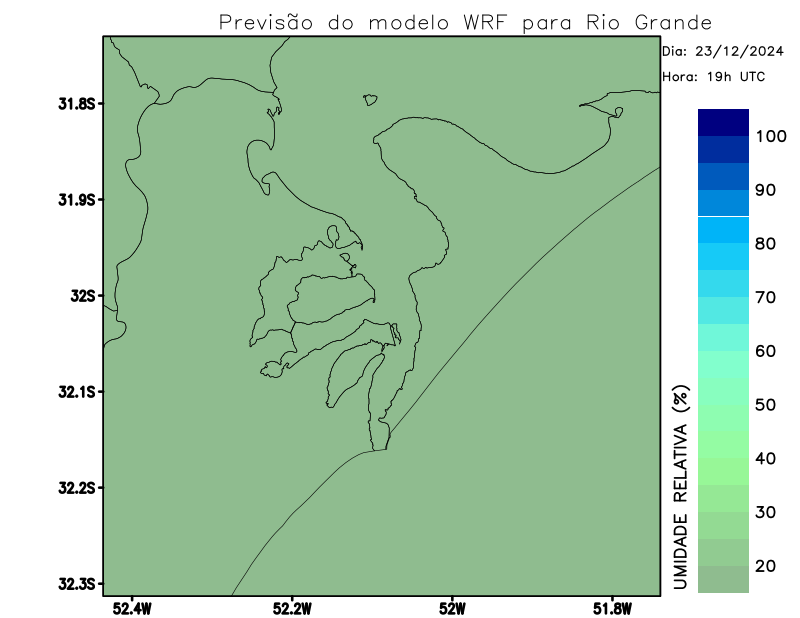 Previsão do modelo WRF para Rio Grande
Dia: 23/12/2024
Hora: 19h UTC
31.8S
31.9S
32S
32.1S
32.2S
32.3S
52.4W
52.2W
52W
51.8W
UMIDADE RELATIVA (%)
100
90
80
70
60
50
40
30
20